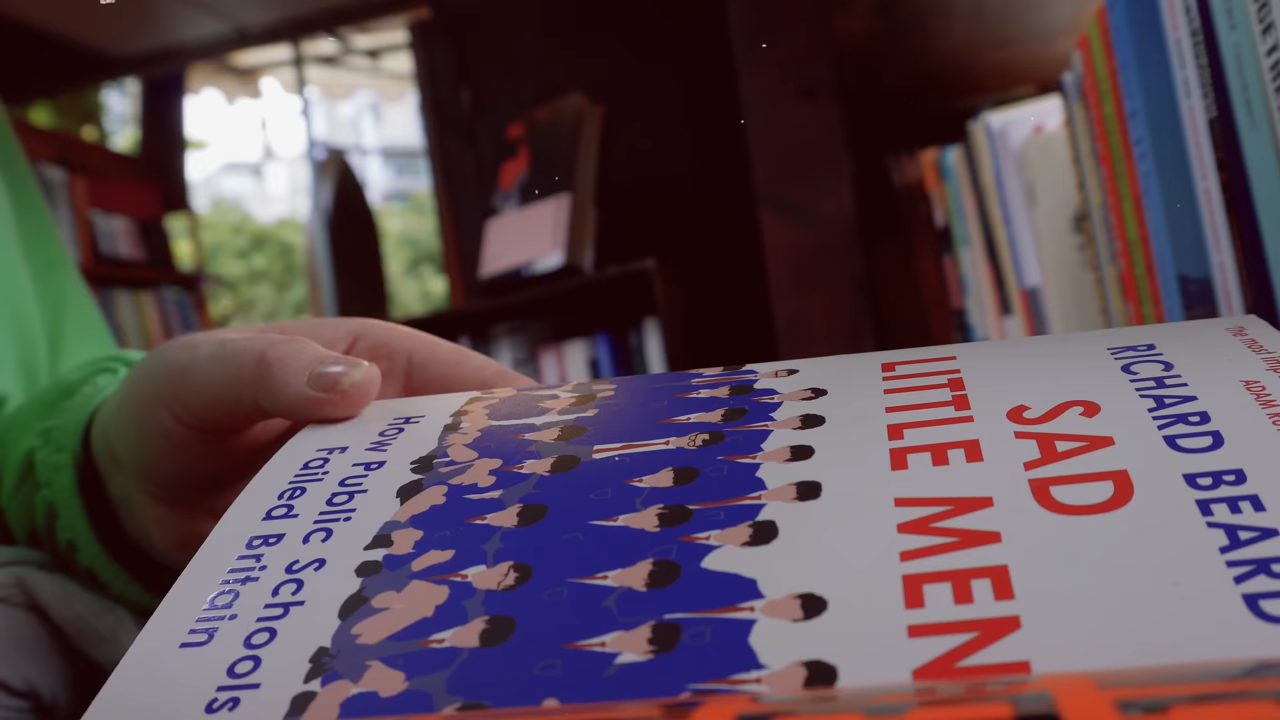 RICHARD BEARD
SAD
LITTLE MEN
How Public Schools
Failed Britain